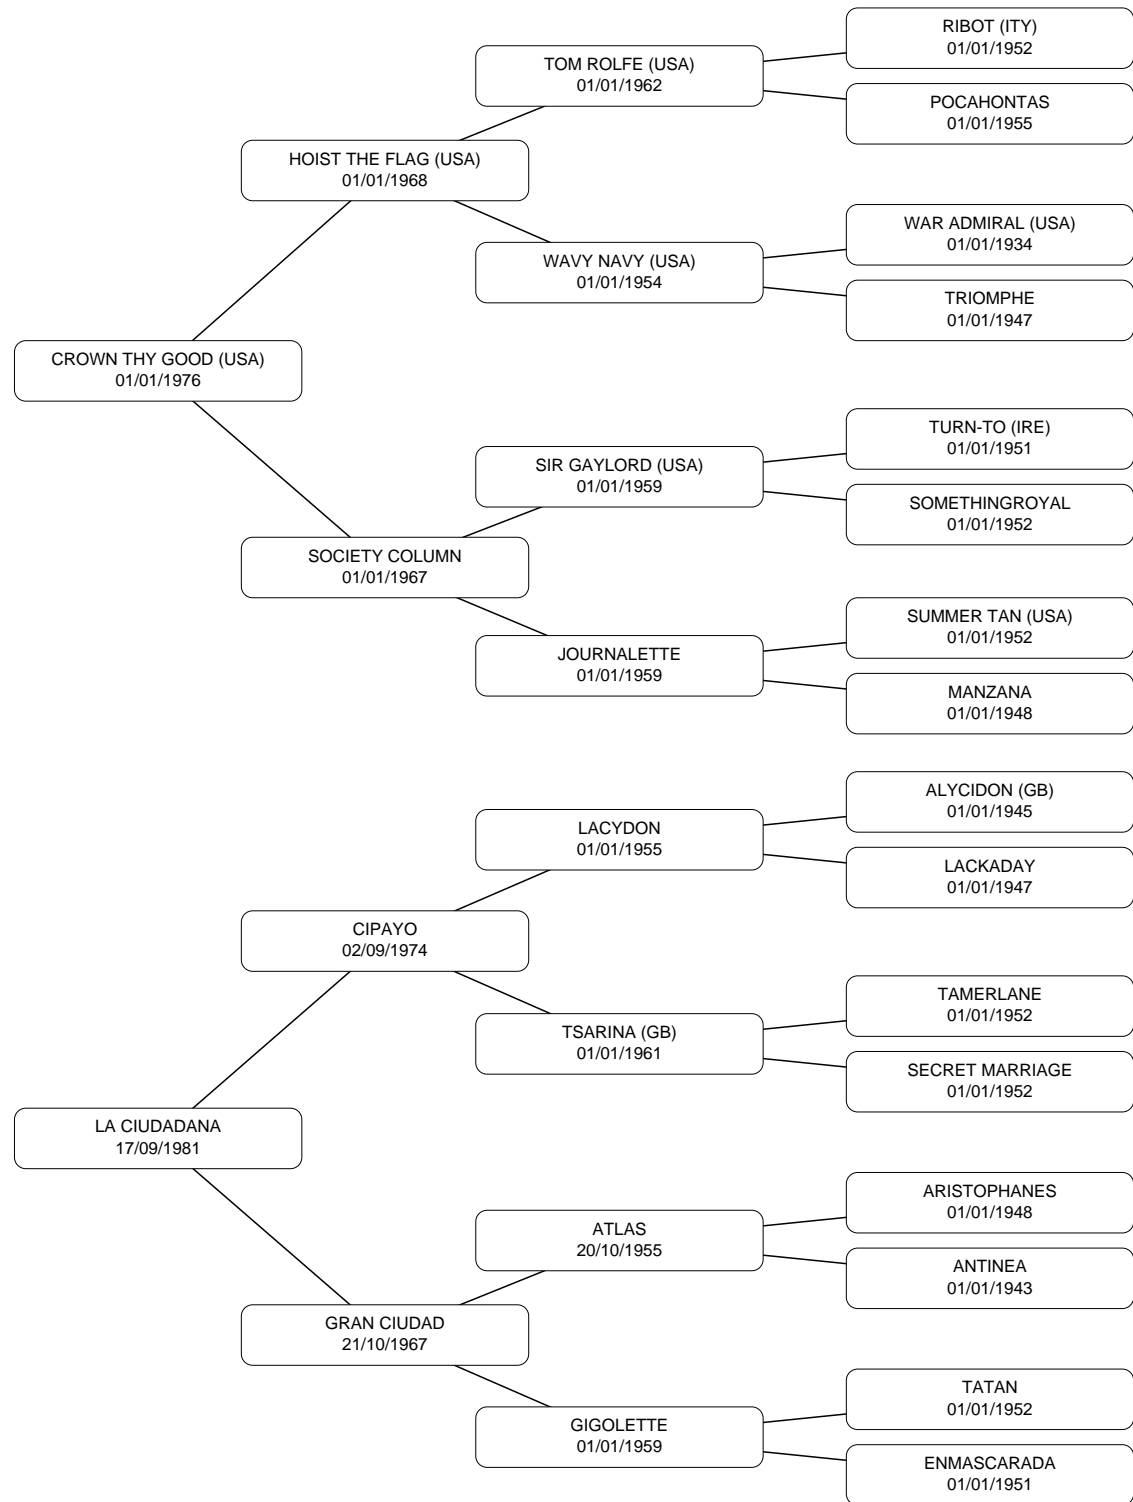 RIBOT (ITY)
01/01/1952
TOM ROLFE (USA)
01/01/1962
POCAHONTAS
01/01/1955
HOIST THE FLAG (USA)
01/01/1968
WAR ADMIRAL (USA)
01/01/1934
WAVY NAVY (USA)
01/01/1954
TRIOMPHE
01/01/1947
CROWN THY GOOD (USA)
01/01/1976
TURN-TO (IRE)
01/01/1951
SIR GAYLORD (USA)
01/01/1959
SOMETHINGROYAL
01/01/1952
SOCIETY COLUMN
01/01/1967
SUMMER TAN (USA)
01/01/1952
JOURNALETTE
01/01/1959
MANZANA
01/01/1948
ALYCIDON (GB)
01/01/1945
LACYDON
01/01/1955
LACKADAY
01/01/1947
CIPAYO
02/09/1974
TAMERLANE
01/01/1952
TSARINA (GB)
01/01/1961
SECRET MARRIAGE
01/01/1952
LA CIUDADANA
17/09/1981
ARISTOPHANES
01/01/1948
ATLAS
20/10/1955
ANTINEA
01/01/1943
GRAN CIUDAD
21/10/1967
TATAN
01/01/1952
GIGOLETTE
01/01/1959
ENMASCARADA
01/01/1951